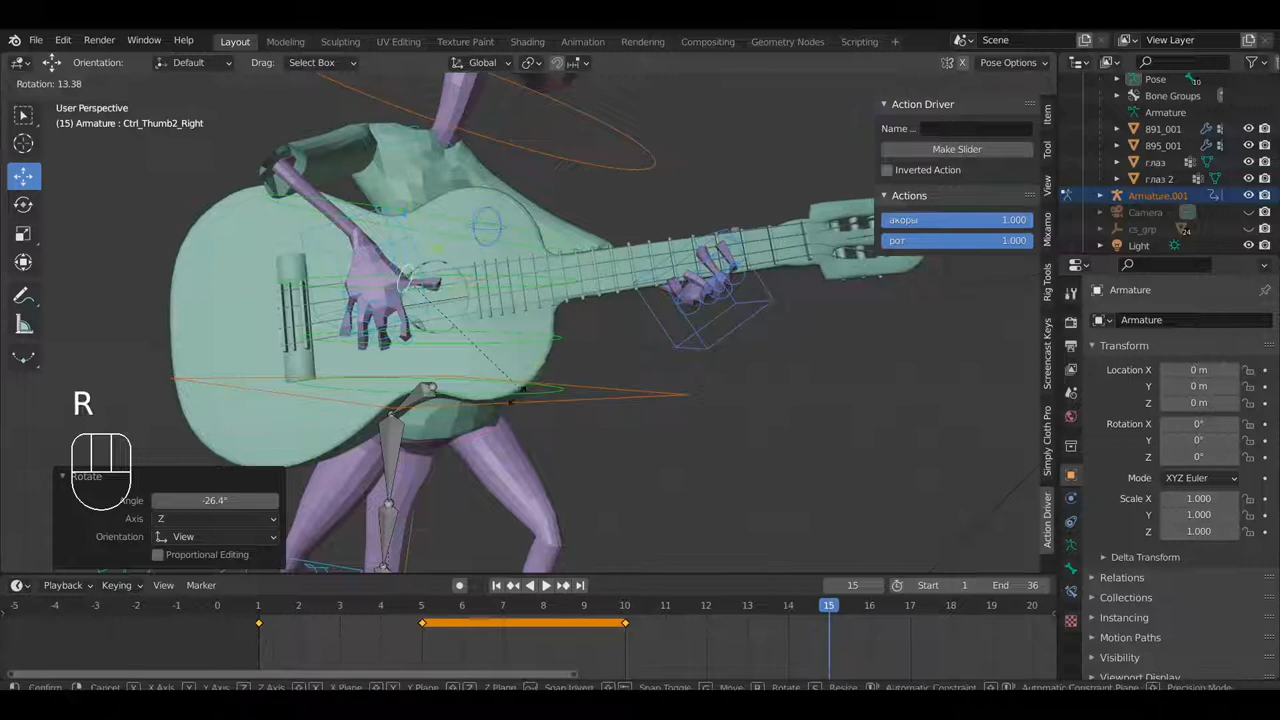 File Edit Render Window Help Layout Modeling Sculpting UV Editing Texture Paint Shading Animation Rendering Compositing Geometry Nodes Scripting + Scene View Layer
Orientation: Default Drag: Select Box Global X Pose Options
Rotation: 13.38
User Perspective
(15) Armature : Ctrl_Thumb2_Right
Action Driver
Name ...
Make Slider
Inverted Action
Actions
акоры 1.000
рот 1.000
Item
Tool
View
Mixamo
Rig Tools
Screencast Keys
Simply Cloth Pro
Action Driver
Pose 10
Bone Groups
Armature
891_001
895_001
глаз
глаз 2
Armature.001
Camera
cs_grp 24
Light
Armature
Armature
Transform
Location X 0 m
Y 0 m
Z 0 m
Rotation X 0°
Y 0°
Z 0°
Mode XYZ Euler
Scale X 1.000
Y 1.000
Z 1.000
Delta Transform
Relations
Collections
Instancing
Motion Paths
Visibility
Viewport Display
R
Rotate
Angle -26.4°
Axis Z
Orientation View
Proportional Editing
Playback Keying View Marker 15 Start 1 End 36
-5 -4 -3 -2 -1 0 1 2 3 4 5 6 7 8 9 10 11 12 13 14 15 16 17 18 19 20
Confirm Cancel X Axis Y Axis Z Axis X Plane Y Plane Z Plane Snap Invert Snap Toggle Move Rotate Resize Automatic Constraint Automatic Constraint Plane Precision Mode